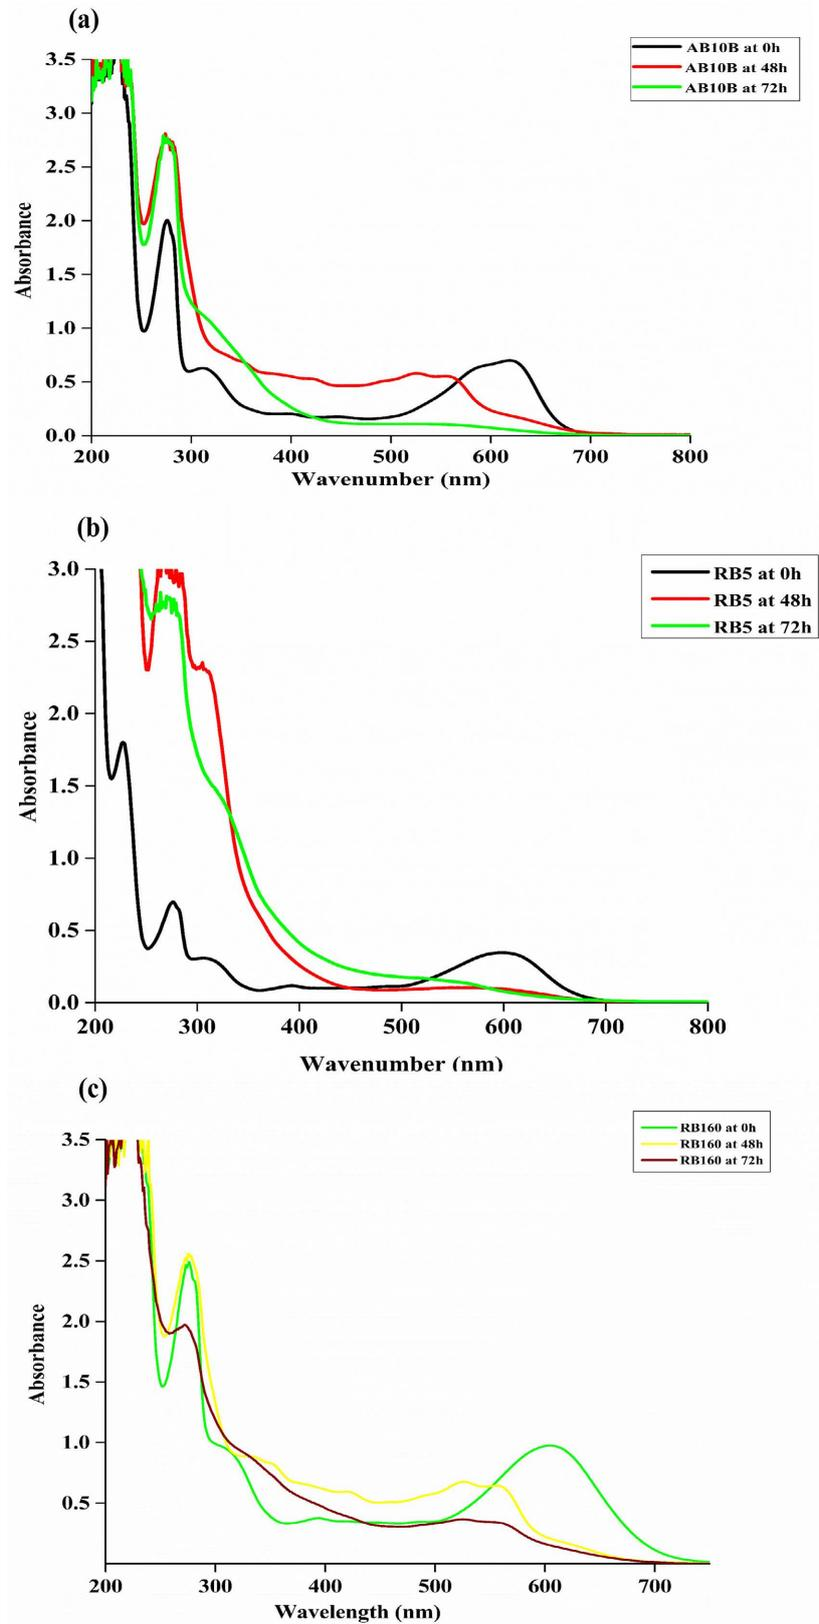 (a)
AB10B at 0h
AB10B at 48h
AB10B at 72h
Absorbance
3.5
3.0
2.5
2.0
1.5
1.0
0.5
0.0
200 300 400 500 600 700 800
Wavenumber (nm)
(b)
RB5 at 0h
RB5 at 48h
RB5 at 72h
Absorbance
3.0
2.5
2.0
1.5
1.0
0.5
0.0
200 300 400 500 600 700 800
Wavenumber (nm)
(c)
RB160 at 0h
RB160 at 48h
RB160 at 72h
Absorbance
3.5
3.0
2.5
2.0
1.5
1.0
0.5
200 300 400 500 600 700
Wavelength (nm)